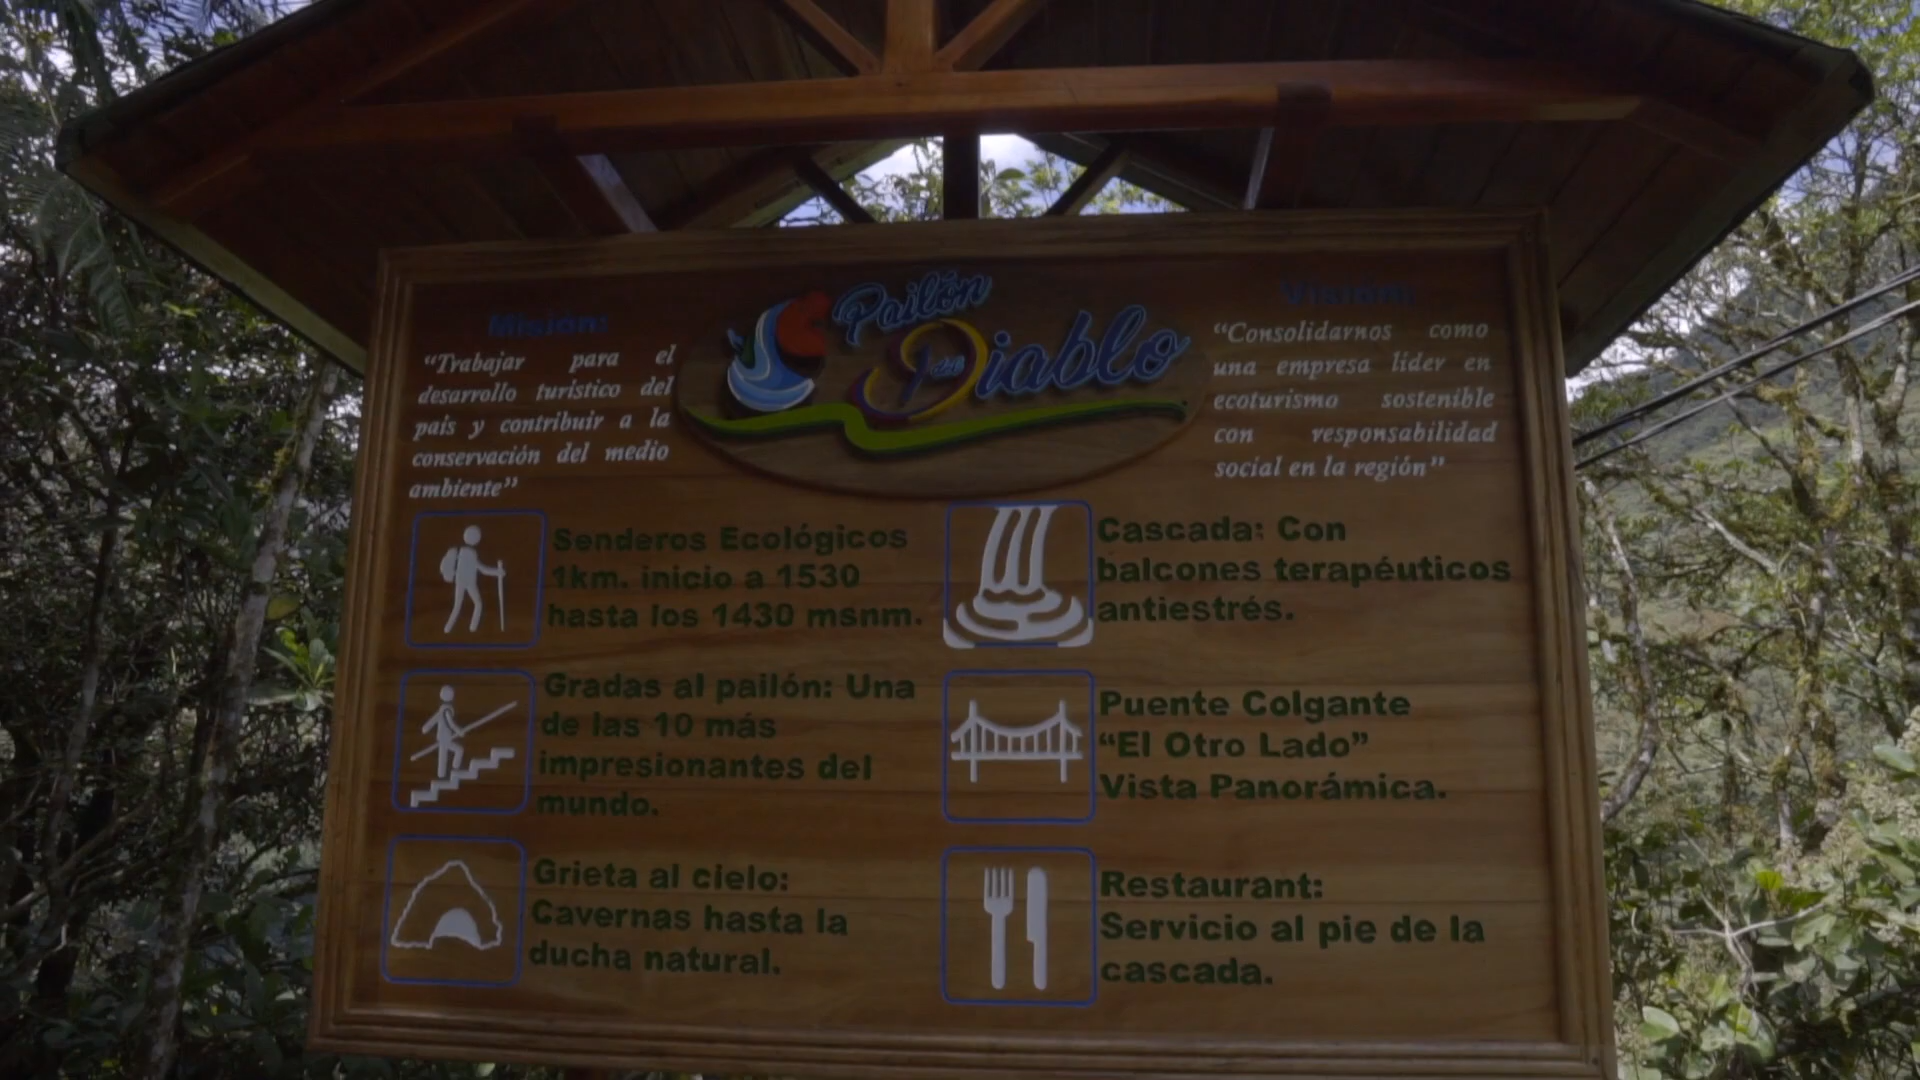 Pailón
del Diablo
Misión:
“Trabajar para el
desarrollo turístico del
país y contribuir a la
conservación del medio
ambiente”
Visión:
“Consolidarnos como
una empresa líder en
ecoturismo sostenible
con responsabilidad
social en la región”
Senderos Ecológicos
1km. inicio a 1530
hasta los 1430 msnm.
Gradas al pailón: Una
de las 10 más
impresionantes del
mundo.
Grieta al cielo:
Cavernas hasta la
ducha natural.
Cascada: Con
balcones terapéuticos
antiestrés.
Puente Colgante
“El Otro Lado”
Vista Panorámica.
Restaurant:
Servicio al pie de la
cascada.